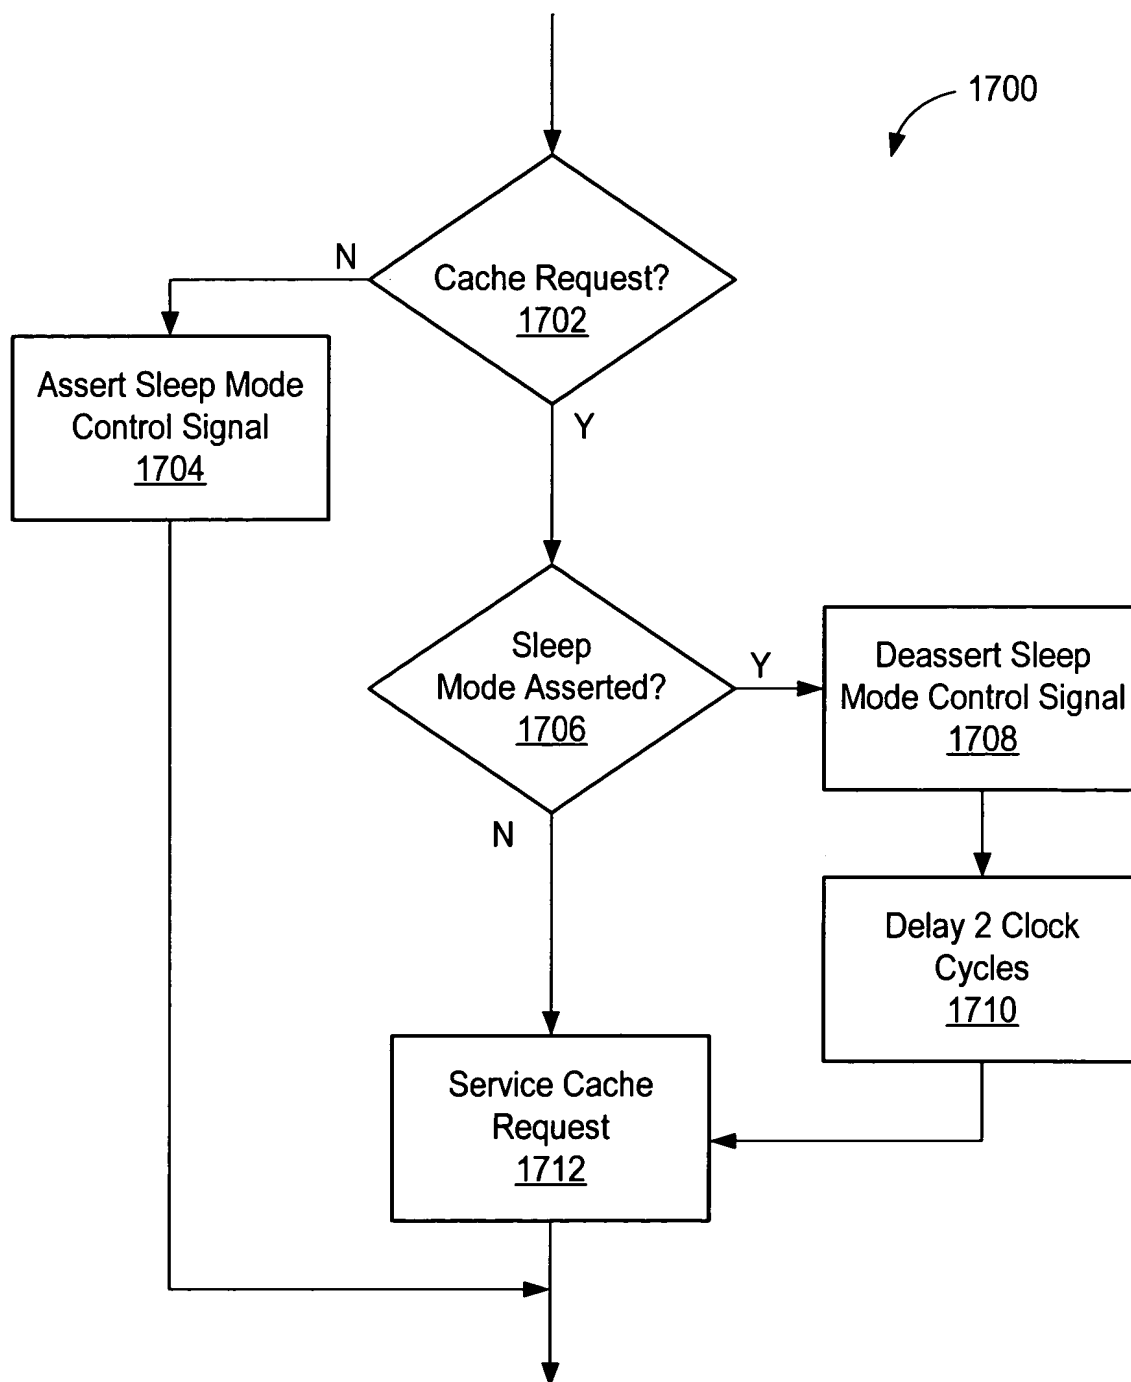 1700
Cache Request?
1702
N
Y
Assert Sleep Mode
Control Signal
1704
Sleep
Mode Asserted?
1706
Y
N
Deassert Sleep
Mode Control Signal
1708
Delay 2 Clock
Cycles
1710
Service Cache
Request
1712